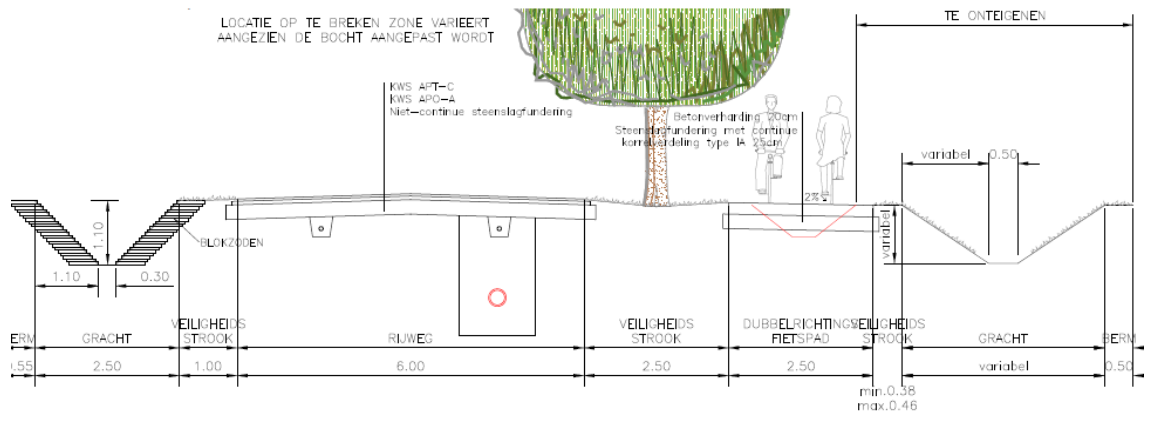 LOCATIE OP TE BREKEN ZONE VARIEERT
AANGEZIEN DE BOCHT AANGEPAST WORDT
TE ONTEIGENEN
KWS APT-C
KWS APO-A
Niet-continue steenslagfundering
Betonverharding 20cm
Steenslagfundering met continue
korrelverdeling type IA 25cm
variabel 0.50
2%
1.10
BLOKZODEN
variabel
1.10 0.30
VEILIGHEIDS VEILIGHEIDS DUBBELRICHTINGS VEILIGHEIDS
ERM GRACHT STROOK RIJWEG STROOK FIETSPAD STROOK GRACHT BERM
0.55 2.50 1.00 6.00 2.50 2.50 variabel 0.50
min.0.38
max.0.46